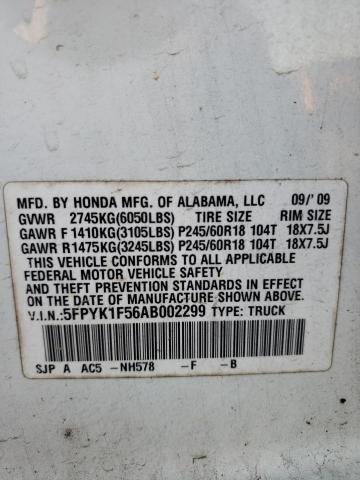 MFD. BY HONDA MFG. OF ALABAMA, LLC 09/'09
GVWR 2745KG(6050LBS) TIRE SIZE RIM SIZE
GAWR F 1410KG(3105LBS) P245/60R18 104T 18X7.5J
GAWR R1475KG(3245LBS) P245/60R18 104T 18X7.5J
THIS VEHICLE CONFORMS TO ALL APPLICABLE
FEDERAL MOTOR VEHICLE SAFETY
AND THEFT PREVENTION STANDARDS IN EFFECT
ON THE DATE OF MANUFACTURE SHOWN ABOVE.
V.I.N.:5FPYK1F56AB002299 TYPE: TRUCK
SJP A AC5 -NH578 -F -B